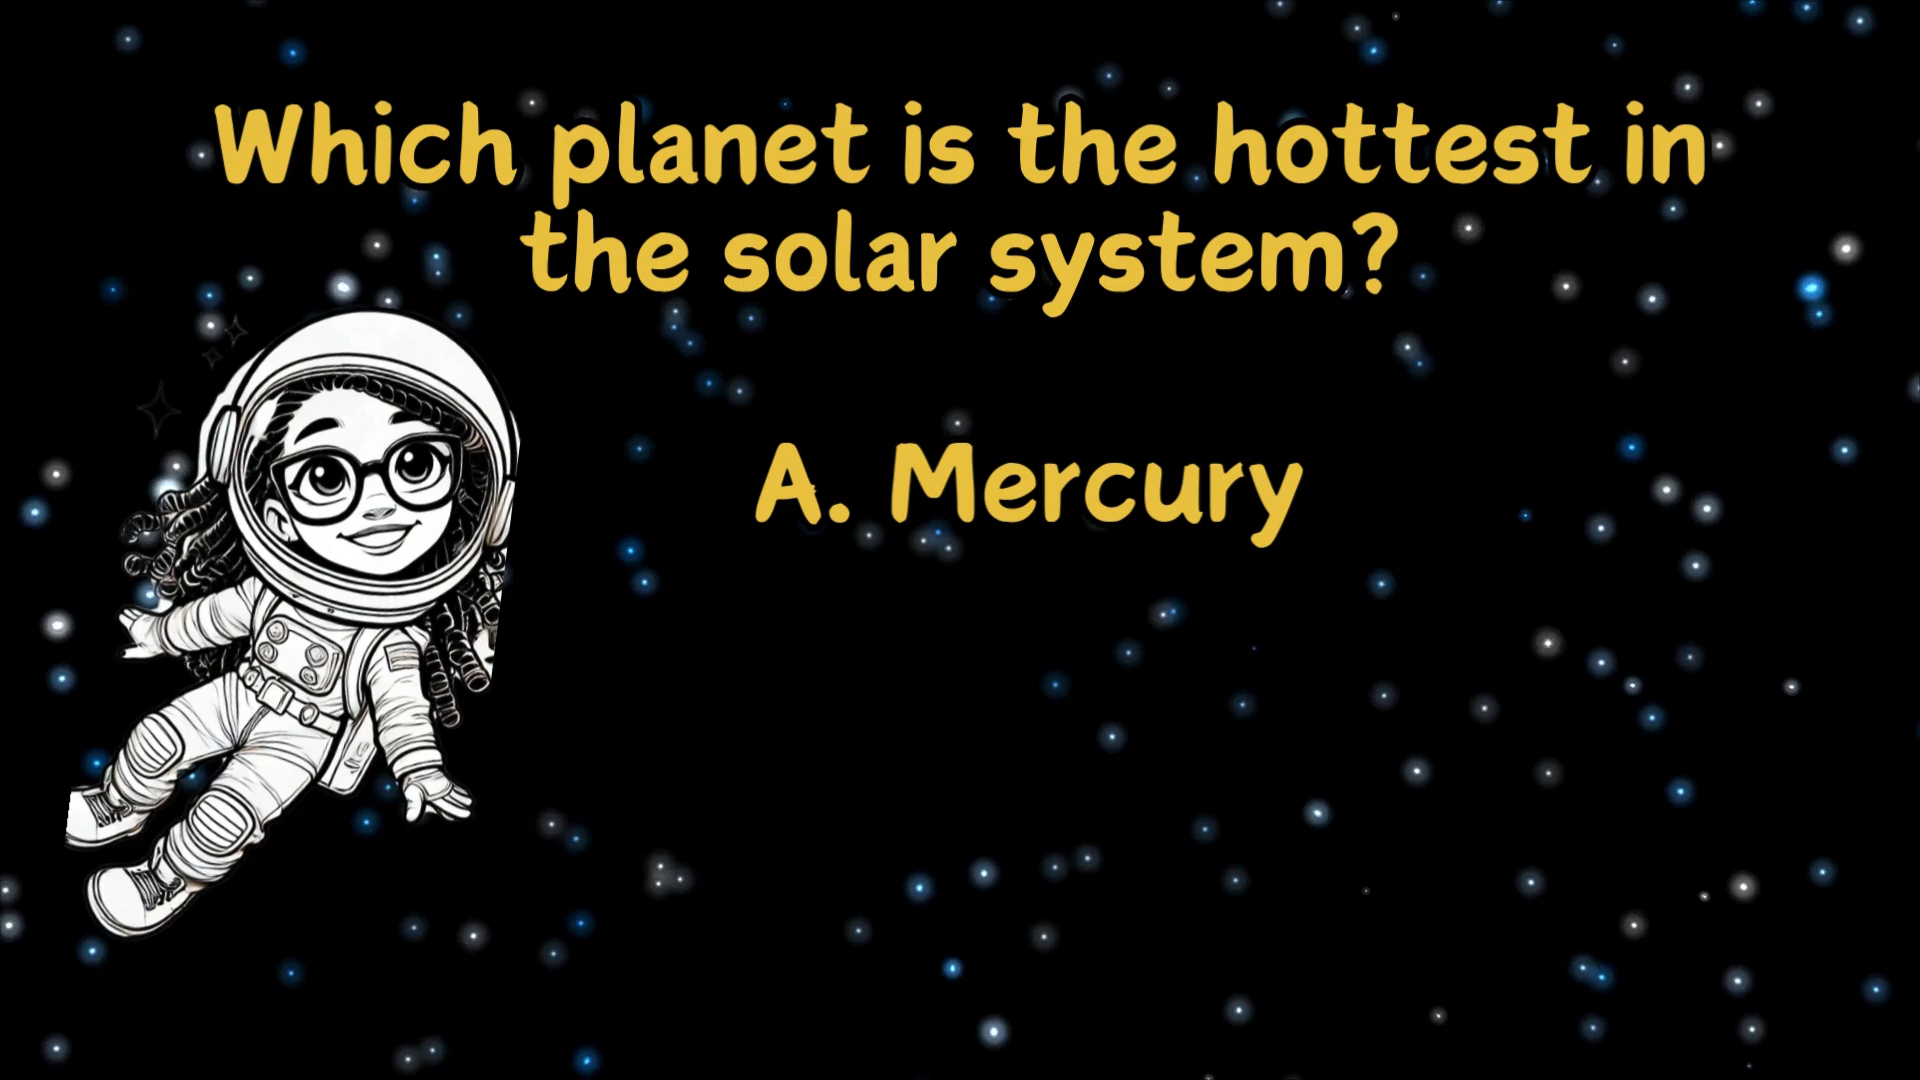 Which planet is the hottest in
the solar system?
A. Mercury